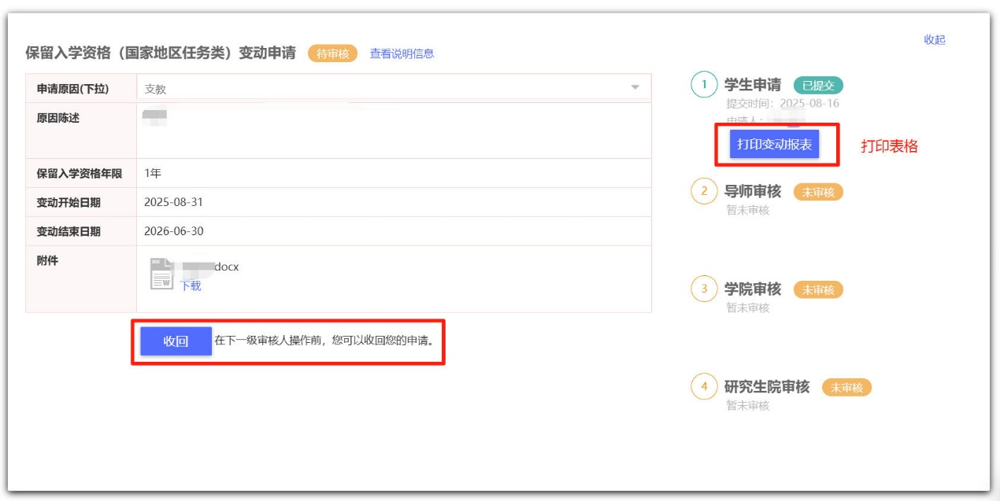 收起
保留入学资格（国家地区任务类）变动申请 待审核 查看说明信息
申请原因(下拉) 支教
原因陈述
保留入学资格年限 1年
变动开始日期 2025-08-31
变动结束日期 2026-06-30
附件
docx
下载
收回 在下一级审核人操作前，您可以收回您的申请。
1 学生申请 已提交
提交时间：2025-08-16
申请人：
打印变动报表 打印表格
2 导师审核 未审核
暂未审核
3 学院审核 未审核
暂未审核
4 研究生院审核 未审核
暂未审核